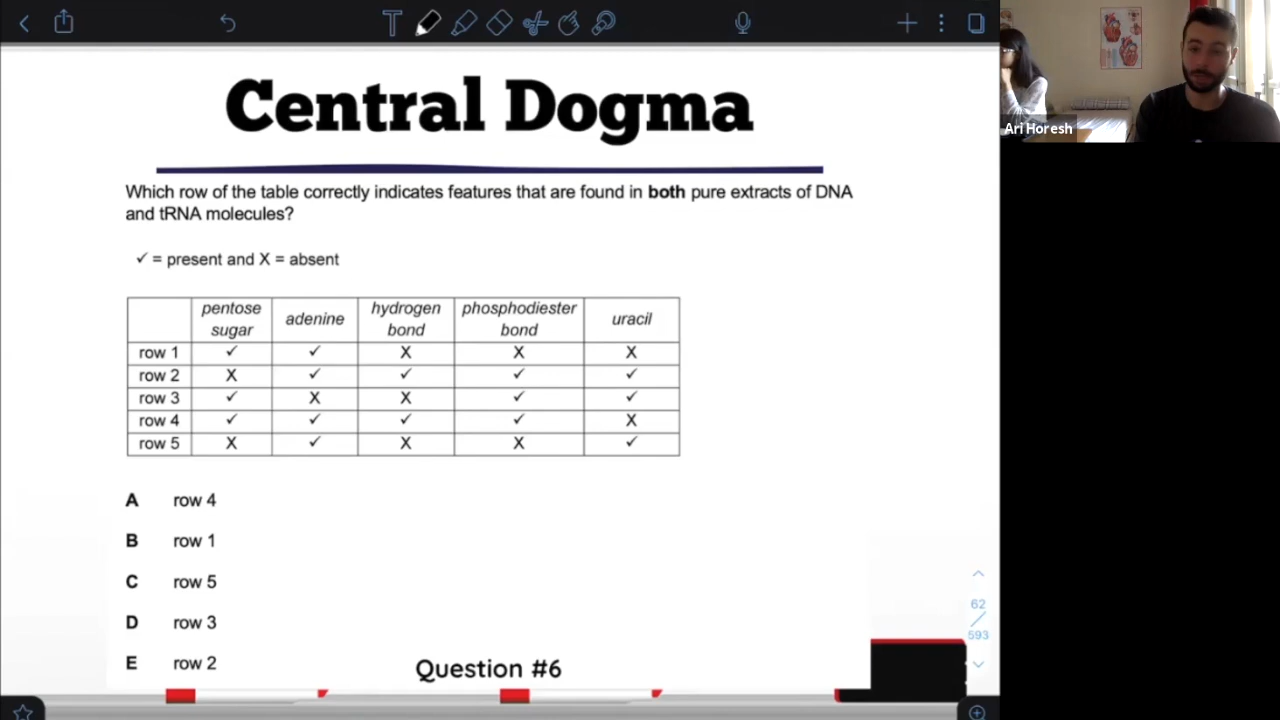 Central Dogma
Which row of the table correctly indicates features that are found in both pure extracts of DNA
and tRNA molecules?
✓ = present and X = absent
pentose sugar adenine hydrogen bond phosphodiester bond uracil
row 1 ✓ ✓ X X X
row 2 X ✓ ✓ ✓ ✓
row 3 ✓ X X ✓ ✓
row 4 ✓ ✓ ✓ ✓ X
row 5 X ✓ X X ✓
A row 4
B row 1
C row 5
D row 3
E row 2
Question #6
62
593
Ari Horesh